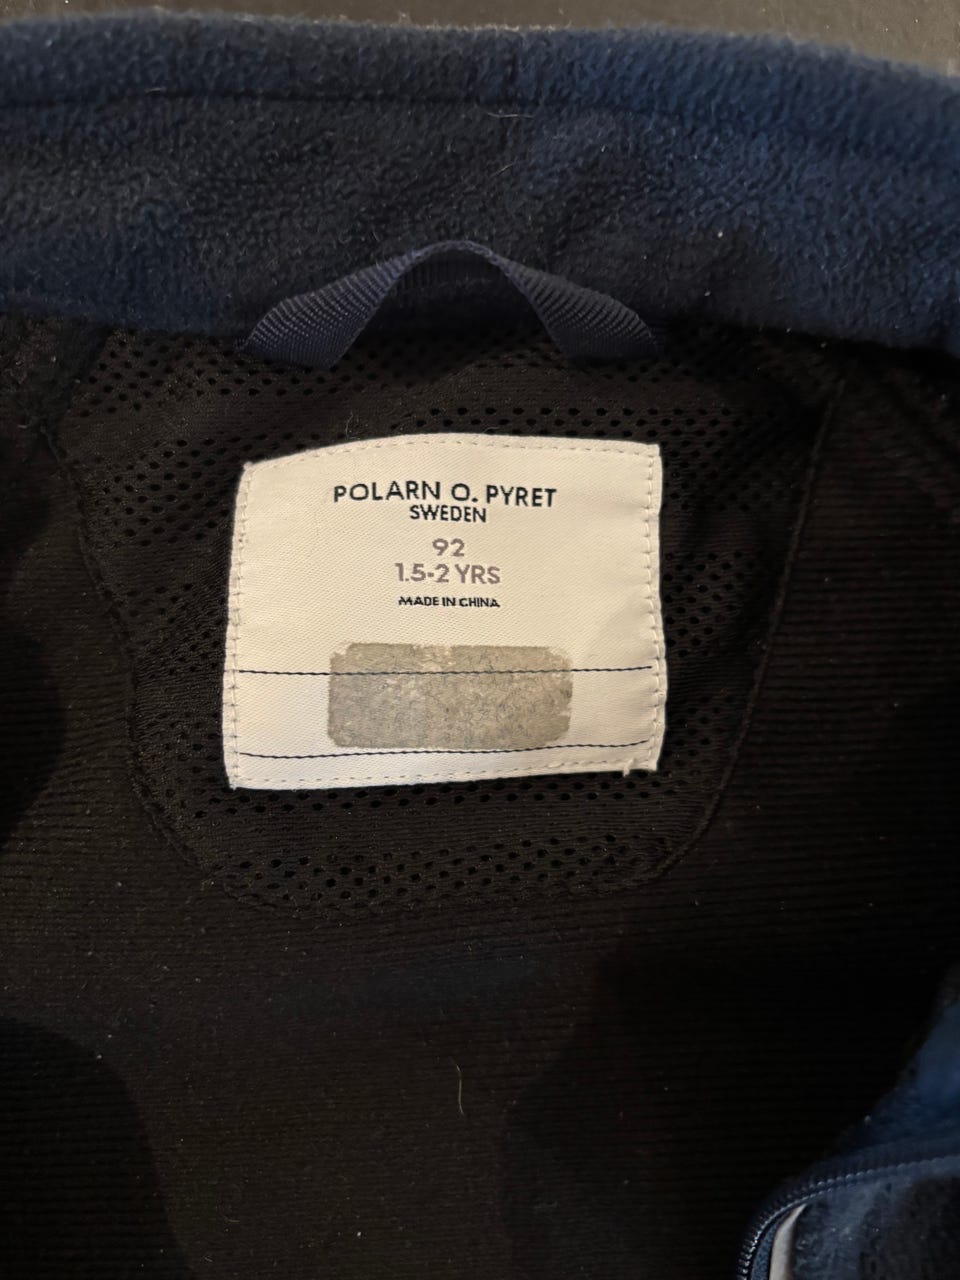 POLARN O. PYRET
SWEDEN
92
1.5-2 YRS
MADE IN CHINA